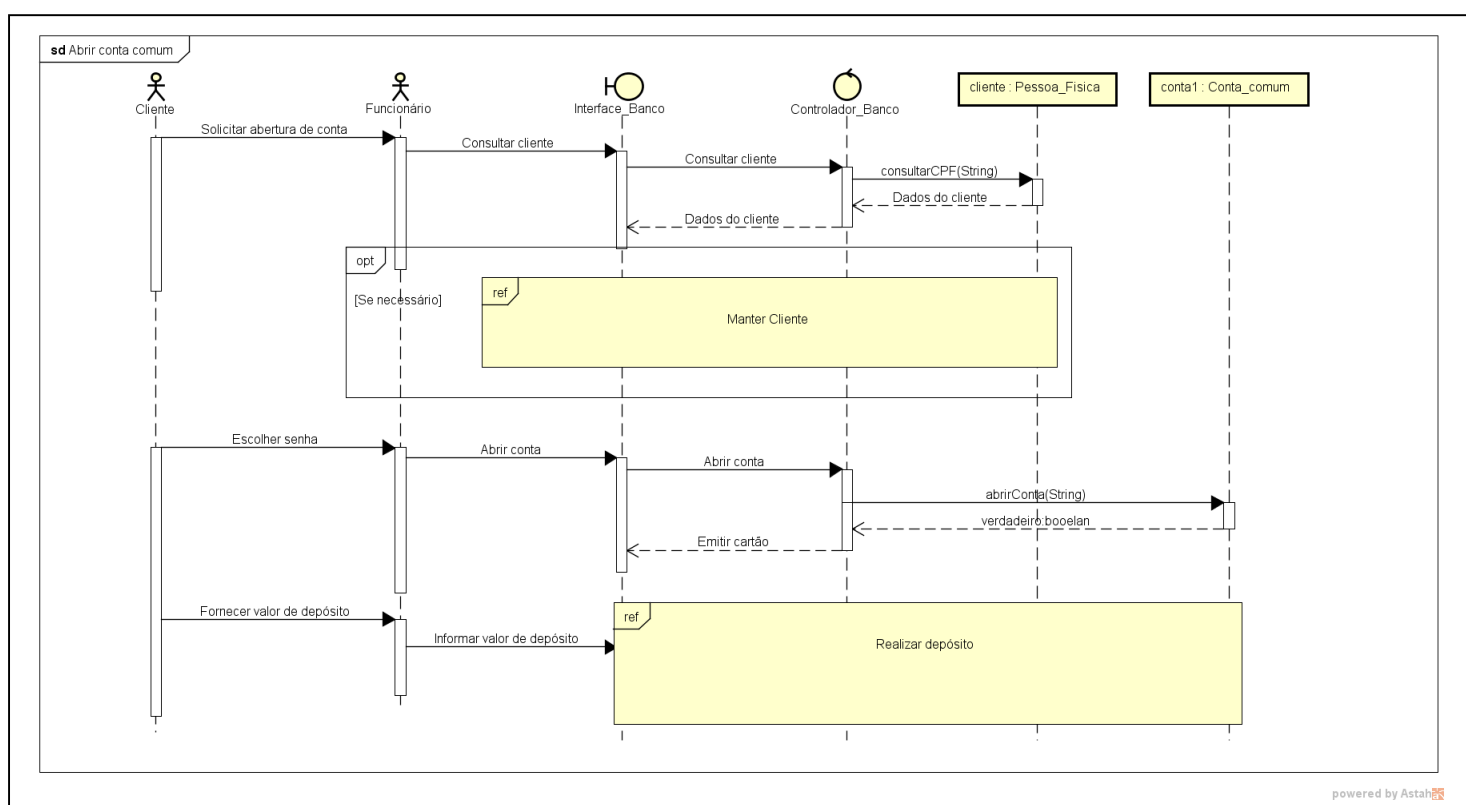 sd Abrir conta comum
Cliente
Funcionário
Interface_Banco
Controlador_Banco
cliente : Pessoa_Fisica
conta1 : Conta_comum
Solicitar abertura de conta
Consultar cliente
Consultar cliente
consultarCPF(String)
Dados do cliente
Dados do cliente
opt
[Se necessário]
ref
Manter Cliente
Escolher senha
Abrir conta
Abrir conta
abrirConta(String)
verdadeiro:booelan
Emitir cartão
Fornecer valor de depósito
ref
Informar valor de depósito
Realizar depósito
powered by Astah